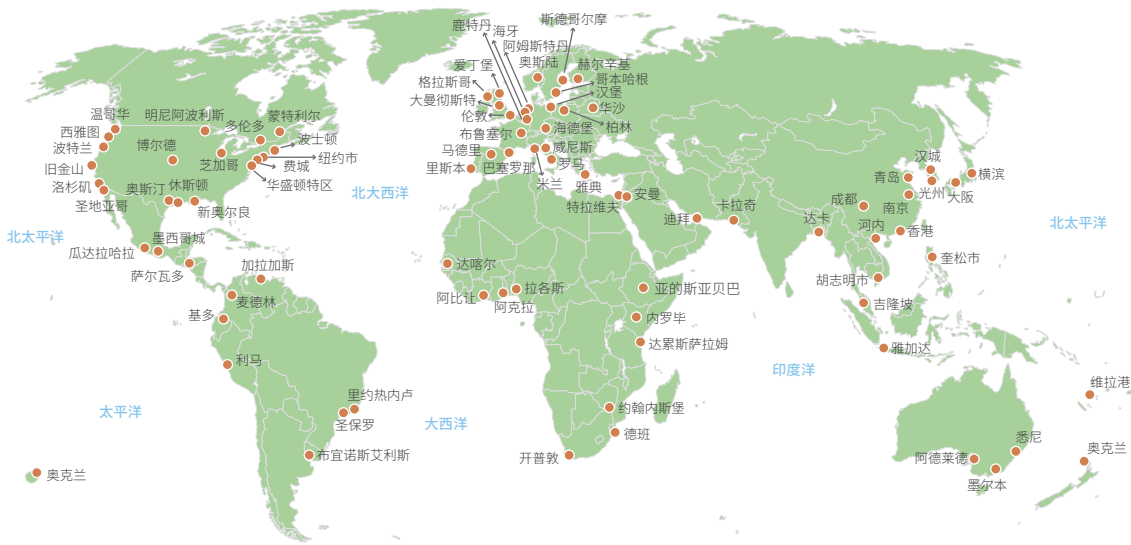 斯德哥尔摩
鹿特丹
海牙
阿姆斯特丹
奥斯陆
赫尔辛基
爱丁堡
哥本哈根
格拉斯哥
汉堡
大曼彻斯特
华沙
伦敦
柏林
布鲁塞尔
海德堡
马德里
威尼斯
里斯本
巴塞罗那
罗马
米兰
雅典
特拉维夫
安曼
温哥华
明尼阿波利斯
蒙特利尔
西雅图
多伦多
波特兰
博尔德
波士顿
旧金山
芝加哥
费城
纽约市
洛杉矶
奥斯汀
休斯顿
华盛顿特区
圣地亚哥
新奥尔良
北大西洋
北太平洋
墨西哥城
瓜达拉哈拉
萨尔瓦多
加拉加斯
麦德林
基多
利马
里约热内卢
圣保罗
太平洋
大西洋
布宜诺斯艾利斯
奥克兰
达喀尔
阿比让
阿克拉
拉各斯
亚的斯亚贝巴
内罗毕
达累斯萨拉姆
约翰内斯堡
德班
开普敦
迪拜
卡拉奇
达卡
汉城
青岛
横滨
成都
光州
大阪
南京
河内
香港
北太平洋
奎松市
胡志明市
吉隆坡
雅加达
印度洋
维拉港
悉尼
奥克兰
阿德莱德
墨尔本